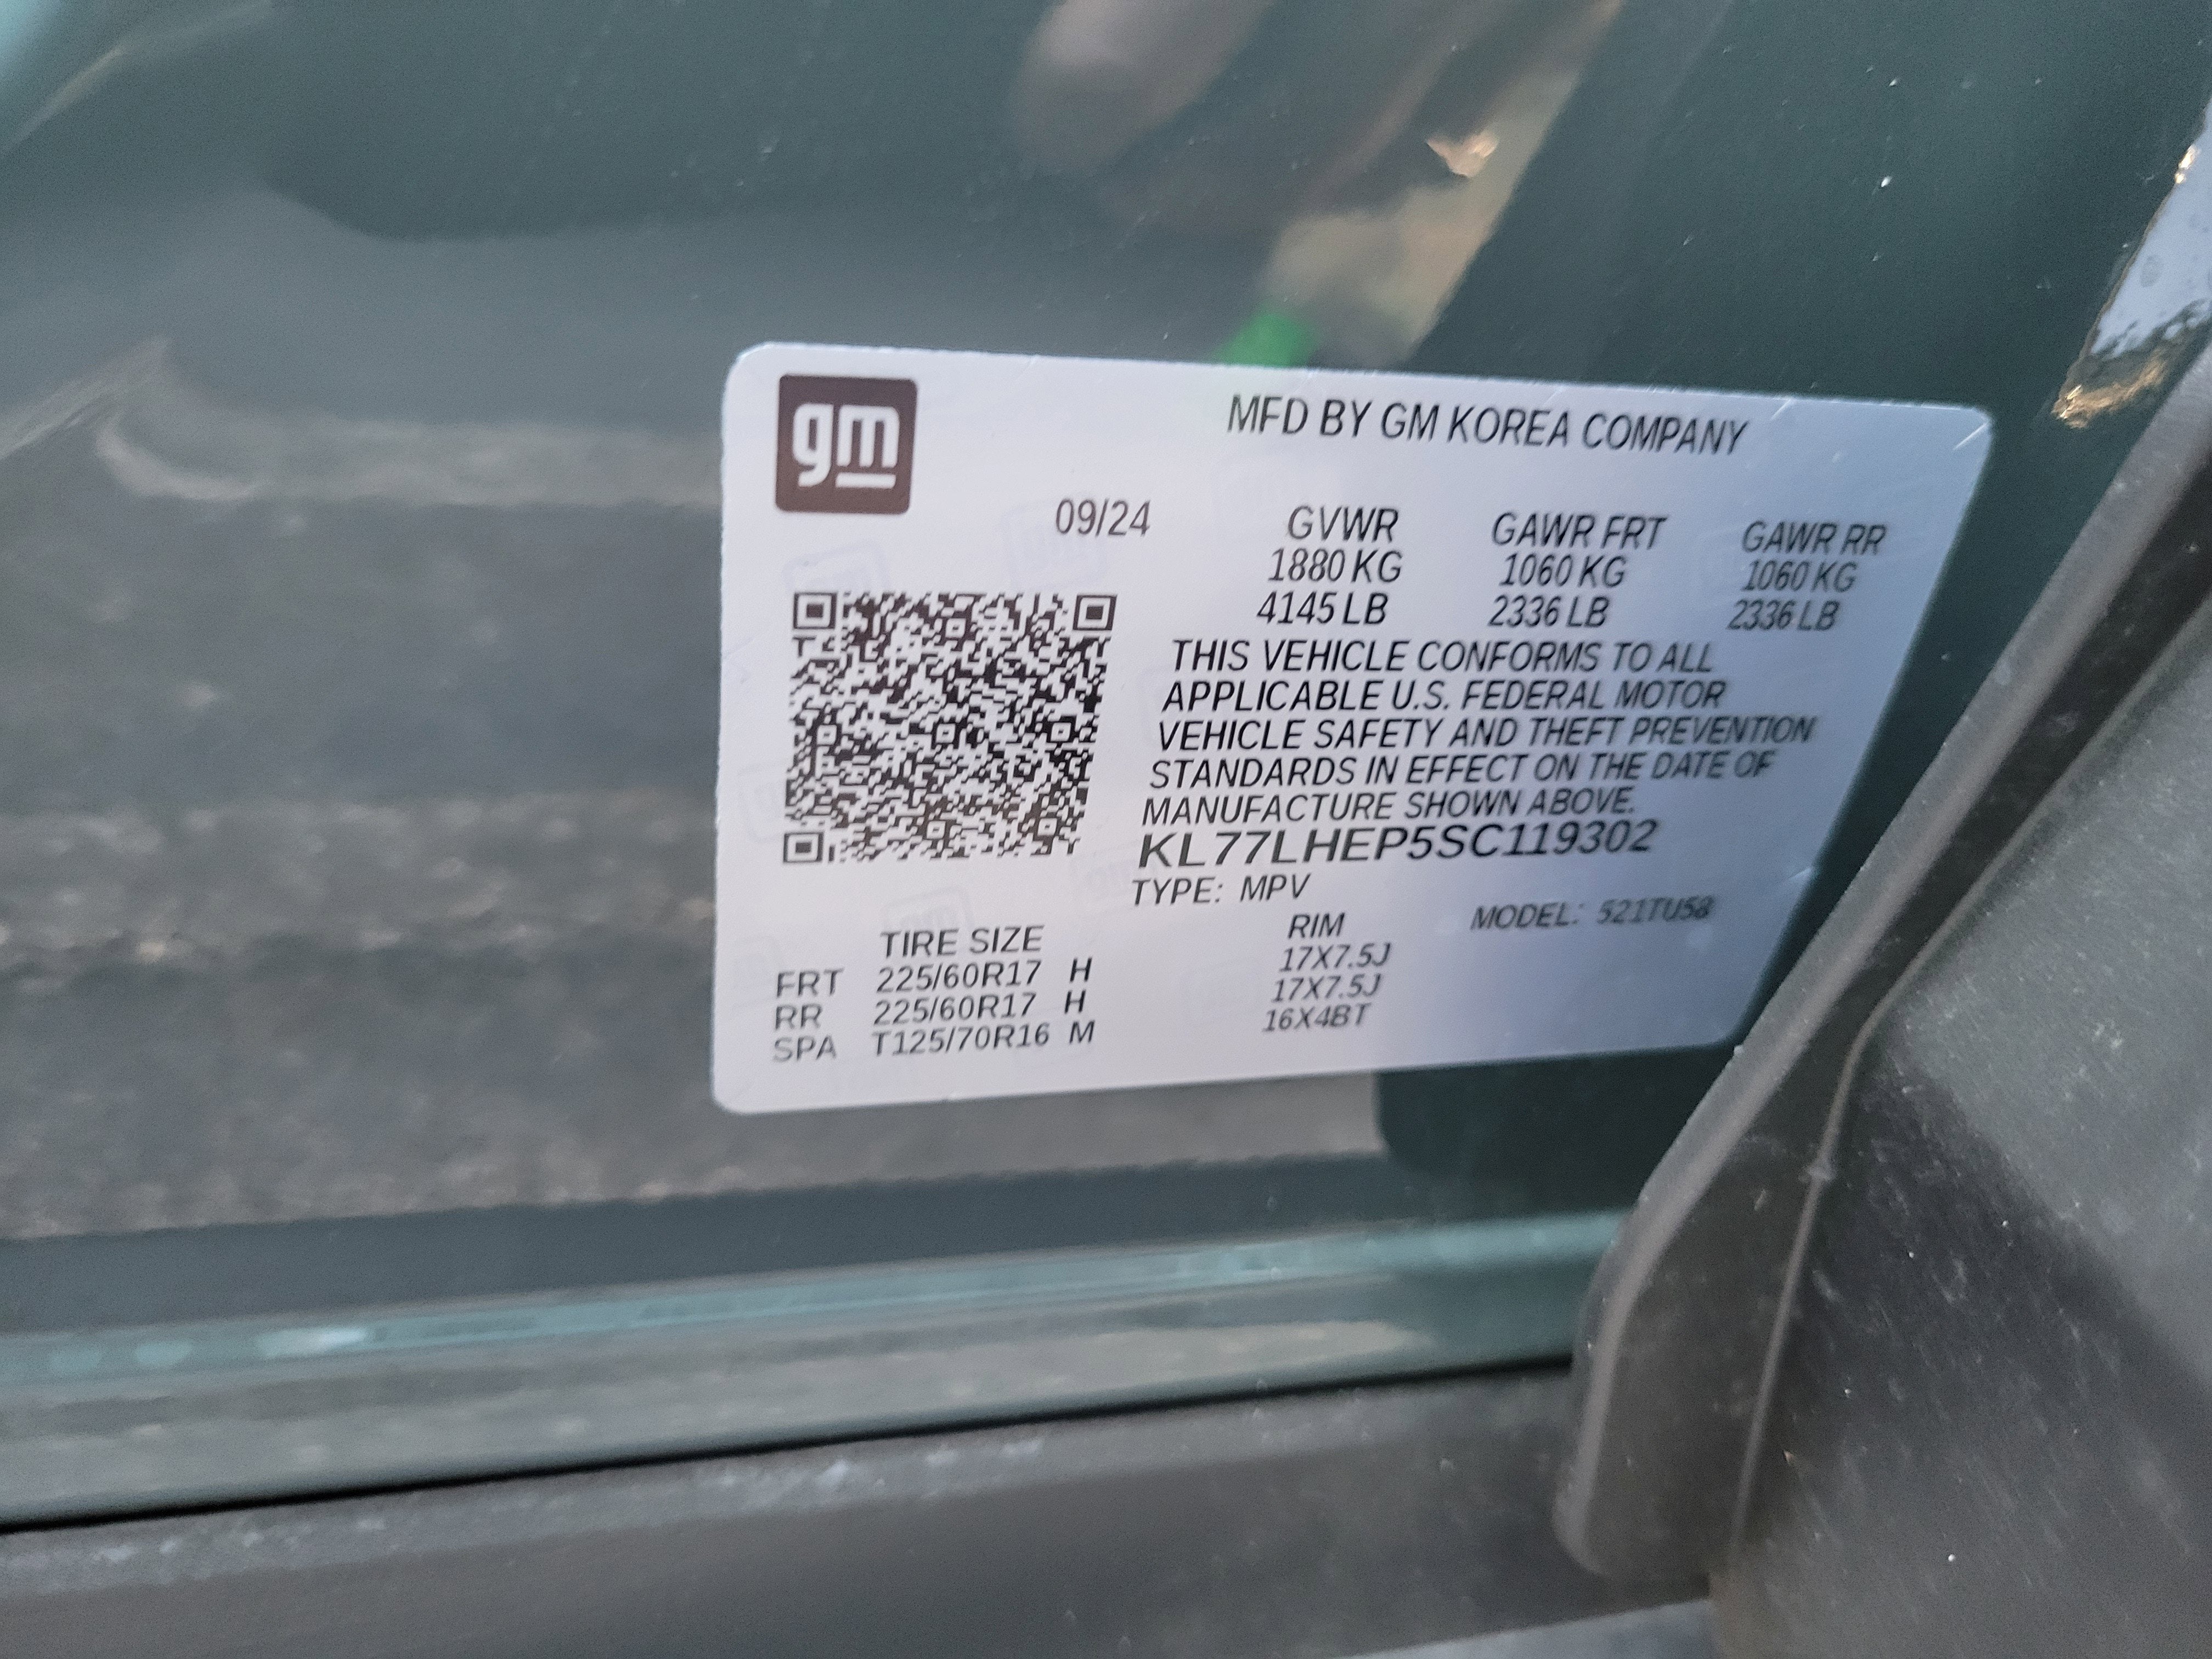 gm
MFD BY GM KOREA COMPANY
09/24 GVWR GAWR FRT GAWR RR
1880 KG 1060 KG 1060 KG
4145 LB 2336 LB 2336 LB
THIS VEHICLE CONFORMS TO ALL
APPLICABLE U.S. FEDERAL MOTOR
VEHICLE SAFETY AND THEFT PREVENTION
STANDARDS IN EFFECT ON THE DATE OF
MANUFACTURE SHOWN ABOVE.
KL77LHEP5SC119302
TYPE: MPV MODEL: 521TU58
TIRE SIZE RIM
FRT 225/60R17 H 17X7.5J
RR 225/60R17 H 17X7.5J
SPA T125/70R16 M 16X4BT